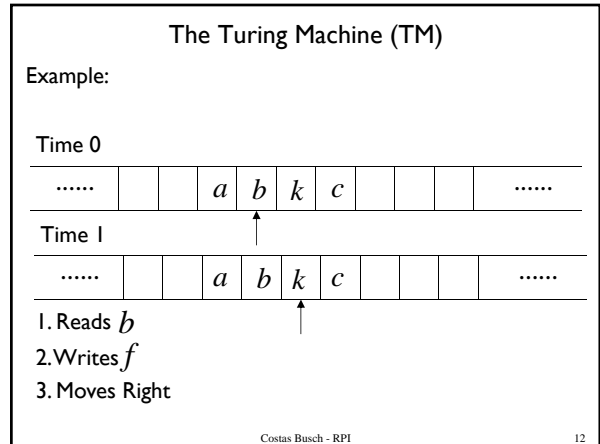 The Turing Machine (TM)
Example:
Time 0
...... a b k c ......
Time 1
...... a b k c ......
1. Reads b
2. Writes f
3. Moves Right
Costas Busch - RPI 12